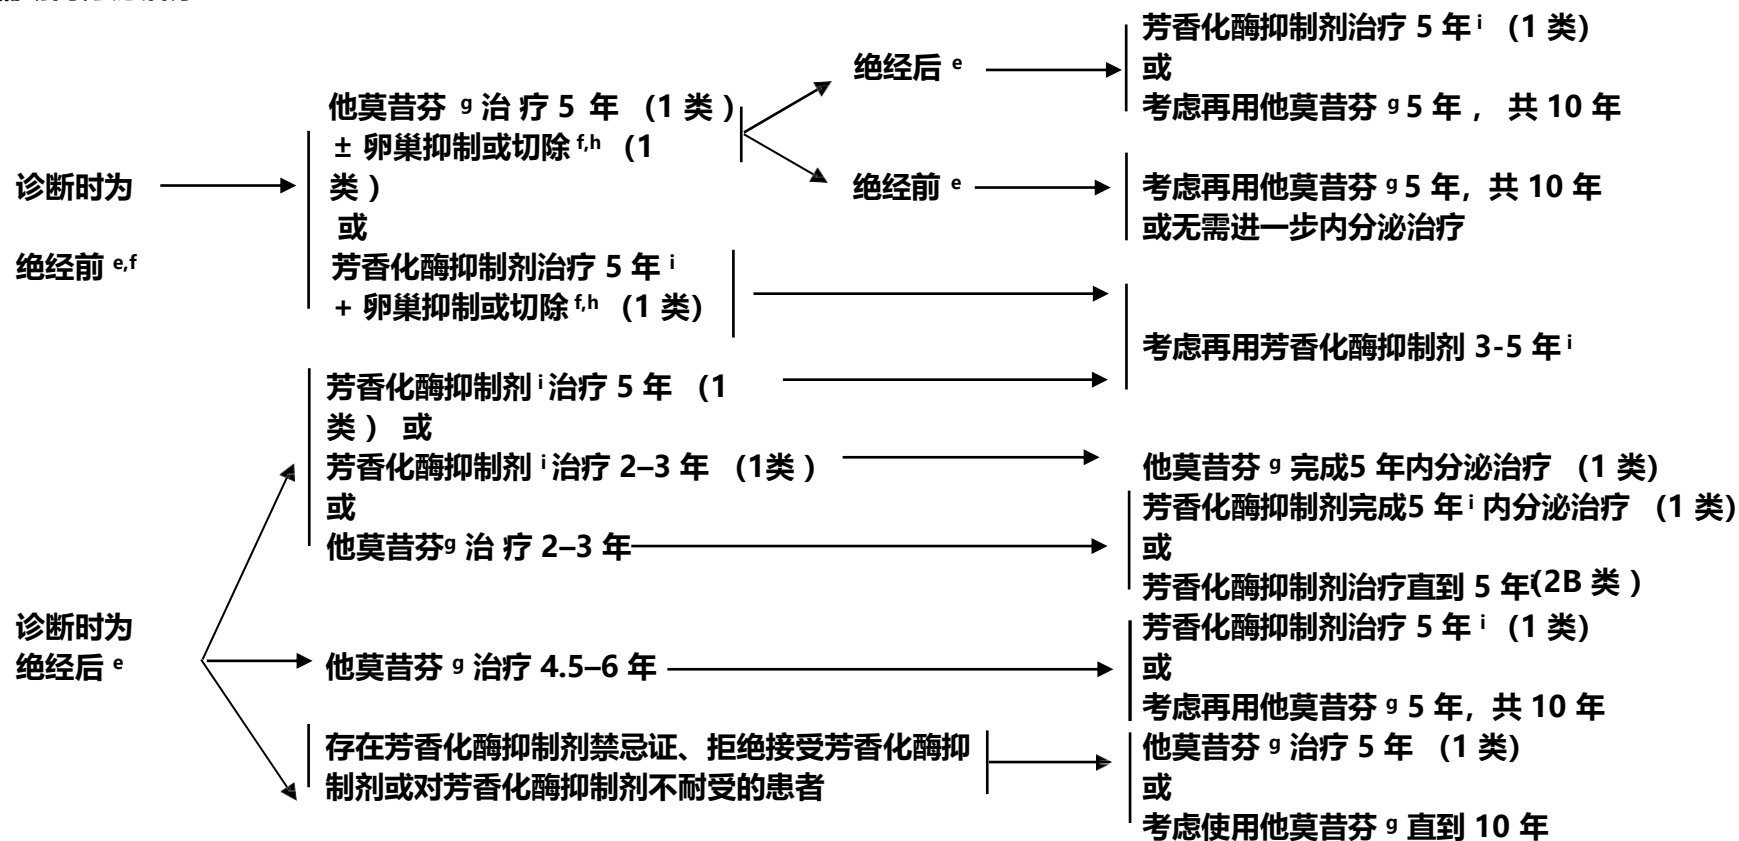 诊断时为
绝经前 e,f
他莫昔芬 g 治 疗 5 年 （1 类 ）
± 卵巢抑制或切除 f,h （1
类 ）
或
芳香化酶抑制剂治疗 5 年 i
+ 卵巢抑制或切除 f,h （1 类）
绝经后 e
芳香化酶抑制剂治疗 5 年 i （1 类）
或
考虑再用他莫昔芬 g 5 年 ， 共 10 年
绝经前 e
考虑再用他莫昔芬 g 5 年，共 10 年
或无需进一步内分泌治疗
考虑再用芳香化酶抑制剂 3-5 年 i
诊断时为
绝经后 e
芳香化酶抑制剂 i 治疗 5 年 （1
类 ） 或
芳香化酶抑制剂 i 治疗 2–3 年 （1类 ）
或
他莫昔芬g 治 疗 2–3 年
他莫昔芬 g 完成5 年内分泌治疗 （1 类）
芳香化酶抑制剂完成5 年 i 内分泌治疗 （1 类）
或
芳香化酶抑制剂治疗直到 5 年i(2B 类 ）
他莫昔芬 g 治疗 4.5–6 年
芳香化酶抑制剂治疗 5 年 i （1 类）
或
考虑再用他莫昔芬 g 5 年，共 10 年
存在芳香化酶抑制剂禁忌证、拒绝接受芳香化酶抑
制剂或对芳香化酶抑制剂不耐受的患者
他莫昔芬 g 治疗 5 年 （1 类）
或
考虑使用他莫昔芬 g 直到 10 年